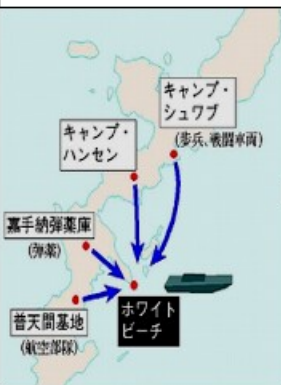 キャンプ・
シュワブ
(歩兵、戦闘車両)
キャンプ・
ハンセン
嘉手納弾薬庫
(弾薬)
普天間基地
(航空部隊)
ホワイト
ビーチ